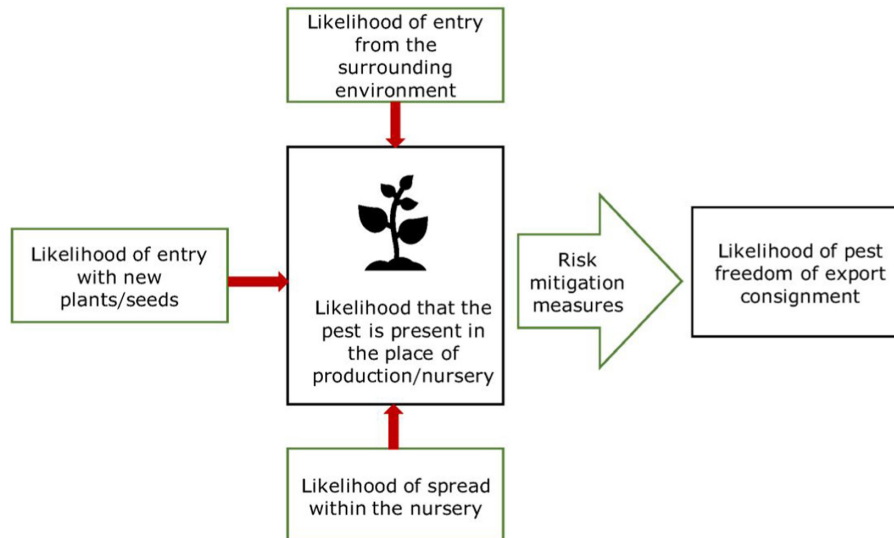 Likelihood of entry
from the
surrounding
environment
Likelihood of entry
with new
plants/seeds
Likelihood that the
pest is present in
the place of
production/nursery
Risk
mitigation
measures
Likelihood of pest
freedom of export
consignment
Likelihood of spread
within the nursery